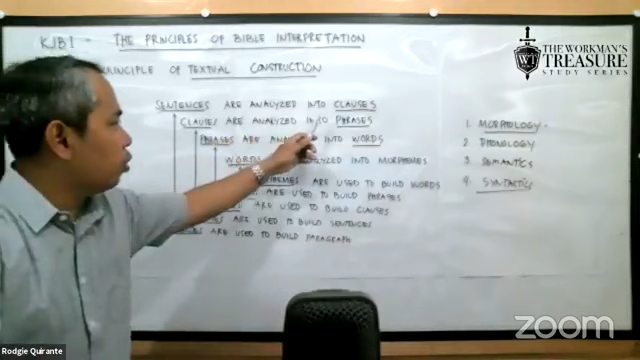 KJB1 - THE PRINCIPLES OF BIBLE INTERPRETATION
PRINCIPLE OF TEXTUAL CONSTRUCTION
SENTENCES ARE ANALYZED INTO CLAUSES
CLAUSES ARE ANALYZED INTO PHRASES
PHRASES ARE INTO WORDS
WORDS INTO MORPHEMES
ARE USED TO BUILD WORDS
ARE USED TO BUILD PHRASES
ARE USED TO BUILD CLAUSES
ARE USED TO BUILD SENTENCES
ARE USED TO BUILD PARAGRAPH
1. MORPHOLOGY
2 PHONOLOGY
3 SEMANTICS
4. SYNTACTICS
THE WORKMAN'S
TREASURE
STUDY SERIES
WT
zoom
Rodgie Quirante